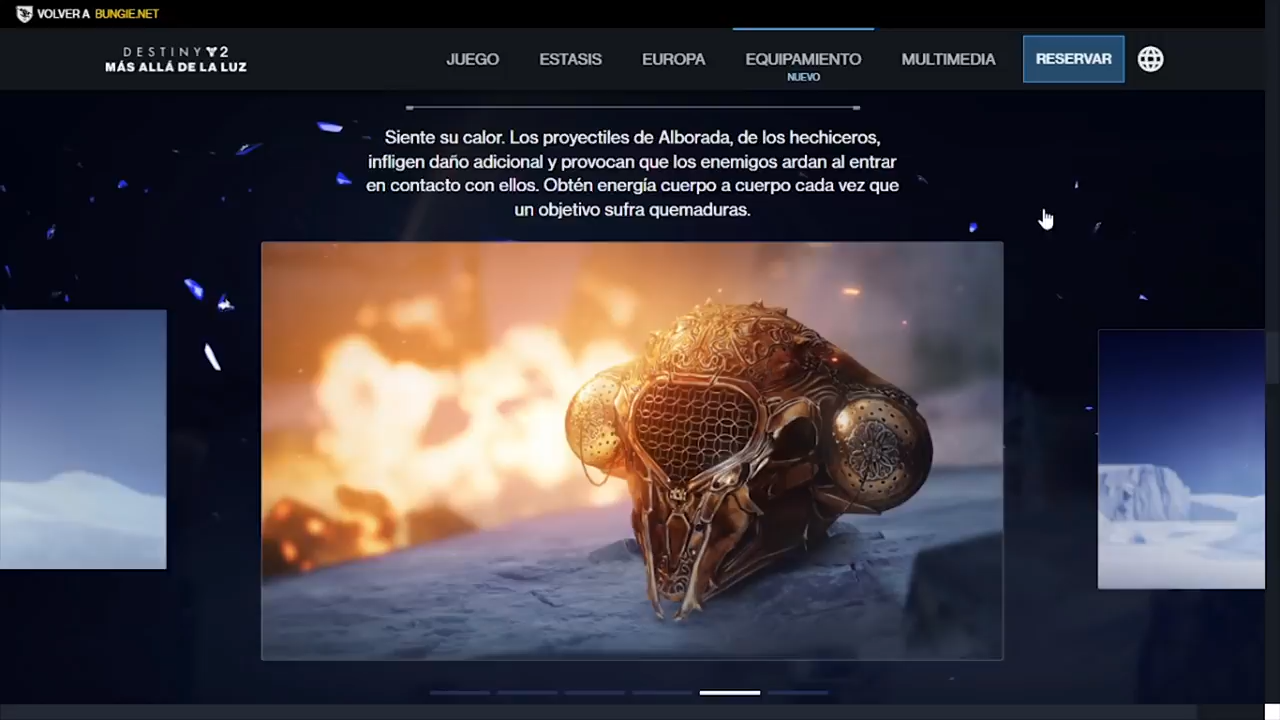 VOLVER A BUNGIE.NET
DESTINY 2
MÁS ALLÁ DE LA LUZ
JUEGO
ESTASIS
EUROPA
EQUIPAMIENTO
NUEVO
MULTIMEDIA
RESERVAR
Siente su calor. Los proyectiles de Alborada, de los hechiceros,
infligen daño adicional y provocan que los enemigos ardan al entrar
en contacto con ellos. Obtén energía cuerpo a cuerpo cada vez que
un objetivo sufra quemaduras.